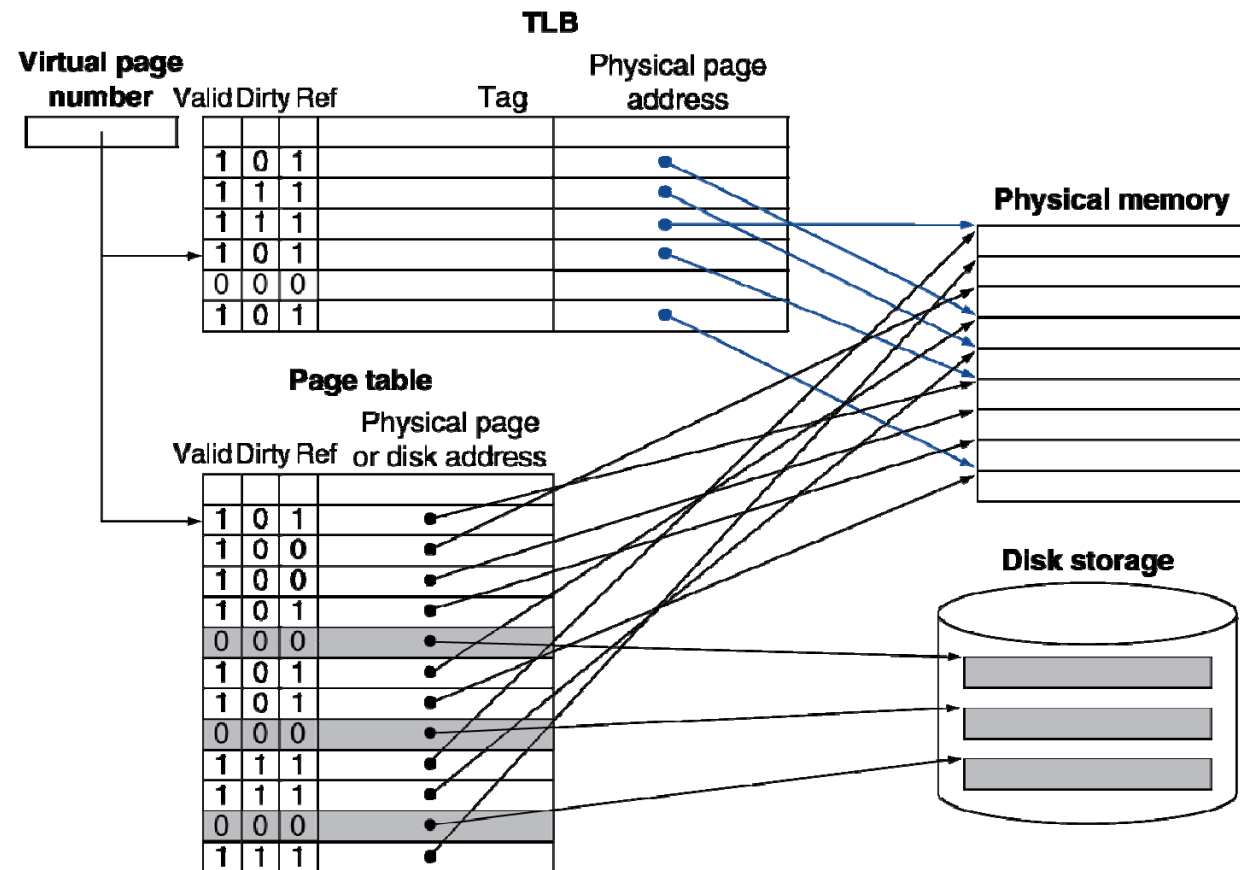 TLB
Virtual page
number
Valid Dirty Ref
Tag
Physical page
address
1 0 1
1 1 1
1 1 1
1 0 1
0 0 0
1 0 1
Physical memory
Page table
Physical page
or disk address
Valid Dirty Ref
1 0 1
1 0 0
1 0 0
1 0 1
0 0 0
1 0 1
1 0 1
0 0 0
1 1 1
1 1 1
0 0 0
1 1 1
Disk storage